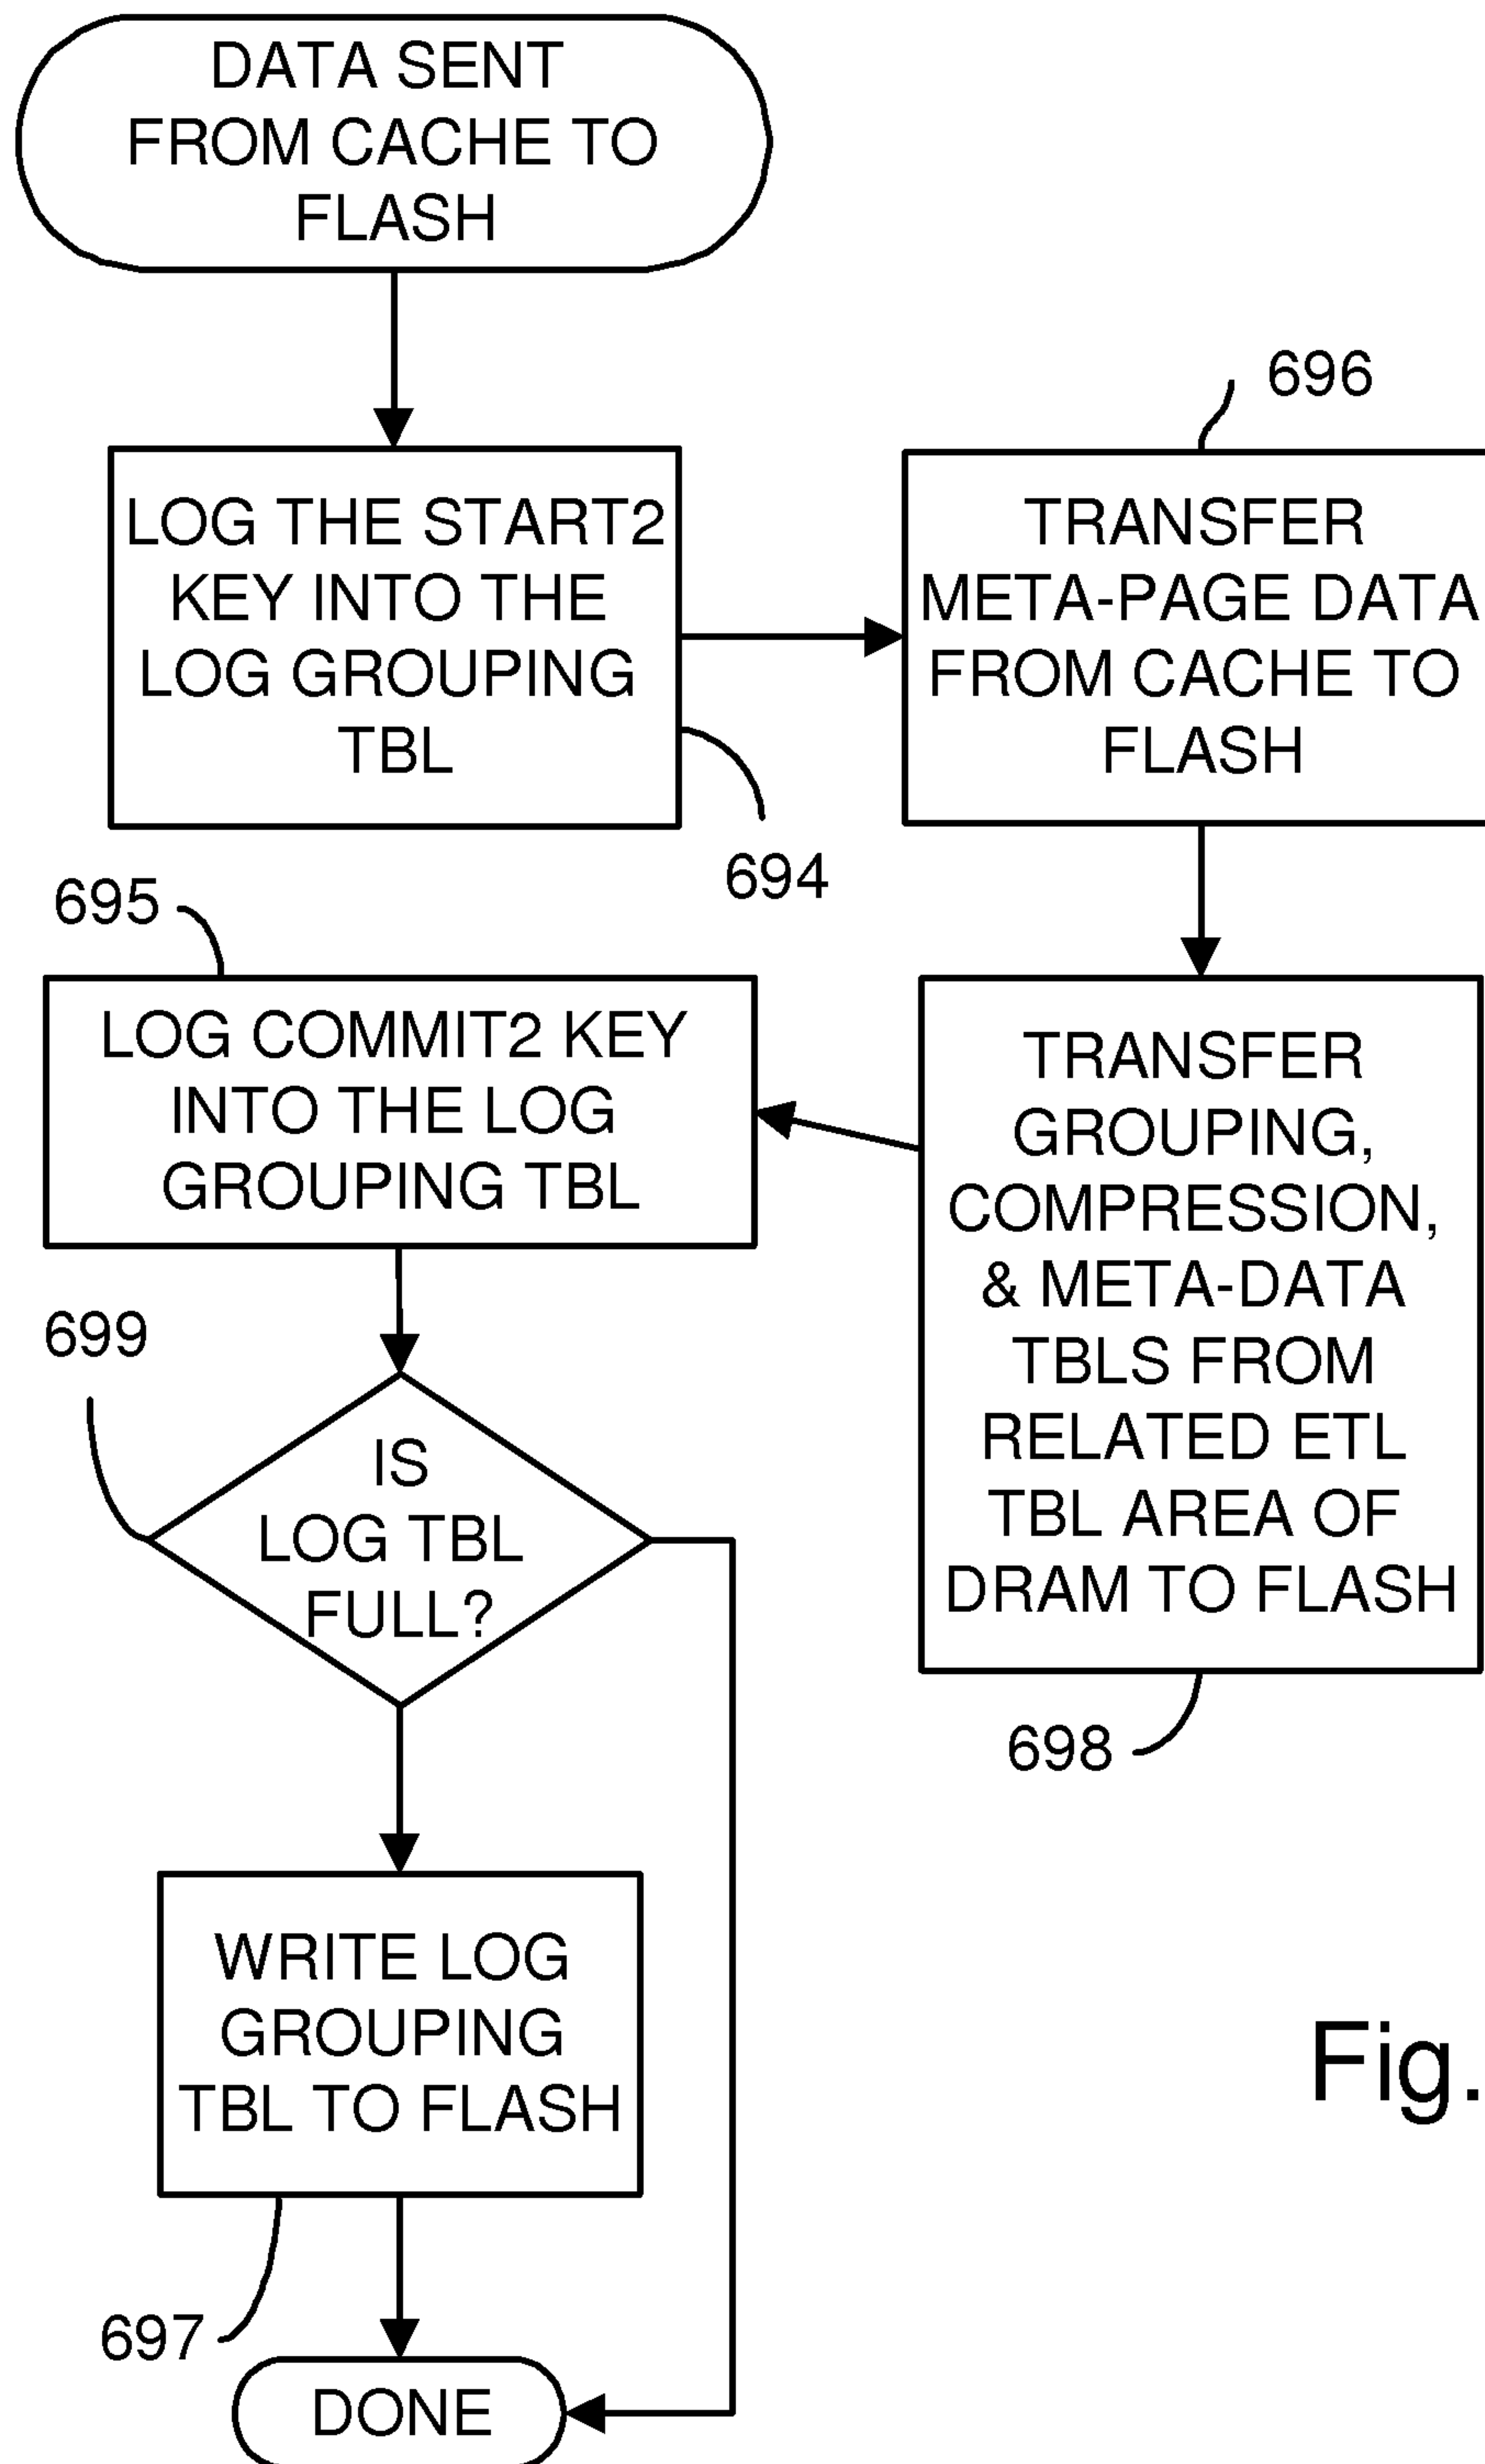 DATA SENT
FROM CACHE TO
FLASH
696
LOG THE START2
KEY INTO THE
LOG GROUPING
TBL
694
TRANSFER
META-PAGE DATA
FROM CACHE TO
FLASH
695
LOG COMMIT2 KEY
INTO THE LOG
GROUPING TBL
TRANSFER
GROUPING,
COMPRESSION,
& META-DATA
TBLS FROM
RELATED ETL
TBL AREA OF
DRAM TO FLASH
698
699
IS
LOG TBL
FULL?
WRITE LOG
GROUPING
TBL TO FLASH
697
DONE
Fig.